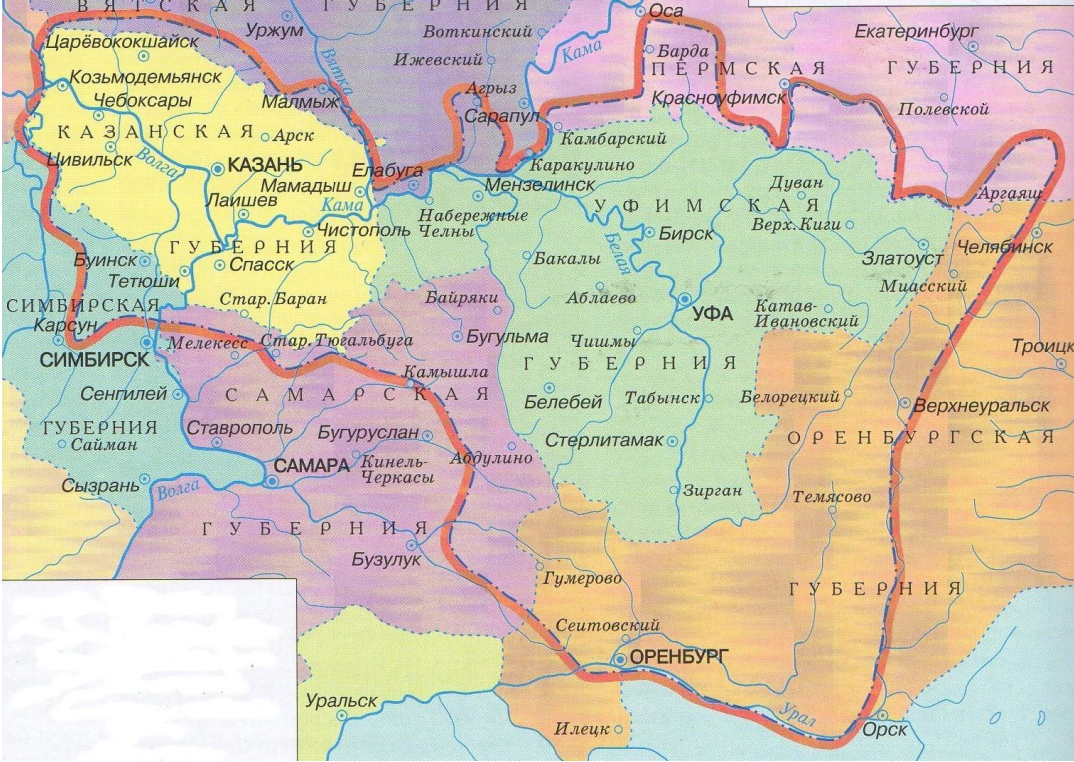 ВЯТСКАЯ ГУБЕРНИЯ
Оса
Уржум
Воткинский
Екатеринбург
Царёвококшайск
Кама
Барда
Ижевский
ПЕРМСКАЯ ГУБЕРНИЯ
Козьмодемьянск
Вятка
Агрыз
Чебоксары
Малмыж
Красноуфимск
Полевской
Сарапул
КАЗАНСКАЯ
Арск
Камбарский
Цивильск
Волга
КАЗАНЬ
Елабуга
Каракулино
Мамадыш
Мензелинск
Дуван
Аргаяш
Лаишев
Кама
Набережные
Челны
УФИМСКАЯ
Чистополь
Бирск
Верх. Киги
ГУБЕРНИЯ
Челябинск
Буинск
Спасск
Бакалы
Белая
Златоуст
Тетюши
Миасский
СИМБИРСКАЯ
Стар. Баран
Байряки
Аблаево
Катав-
Ивановский
УФА
Карсун
Бугульма
Чишмы
Мелекесс
Стар. Тюгальбуга
Троицк
СИМБИРСК
ГУБЕРНИЯ
Камышла
Сенгилей
САМАРСКАЯ
Белебей
Табынск
Белорецкий
Верхнеуральск
ГУБЕРНИЯ
Ставрополь
Бугуруслан
Сайман
Стерлитамак
ОРЕНБУРГСКАЯ
Абдулино
САМАРА
Кинель-
Черкасы
Сызрань
Волга
Зирган
Темясово
ГУБЕРНИЯ
Бузулук
Гумерово
ГУБЕРНИЯ
Сеитовский
ОРЕНБУРГ
Уральск
Урал
Илецк
Орск
О D